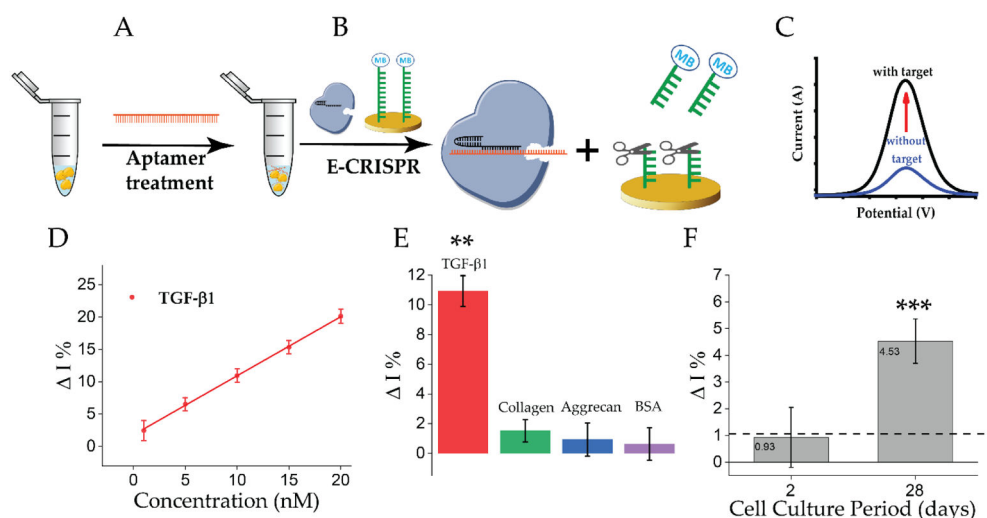 A
Aptamer
treatment
B
MB
MB
E-CRISPR
+
MB
MB
C
Current (A)
with target
without
target
Potential (V)
D
Δ I %
25
20
15
10
5
0
TGF-β1
0
5
10
15
20
Concentration (nM)
E
Δ I %
12
10
8
6
4
2
0
**
TGF-β1
Collagen
Aggrecan
BSA
F
Δ I %
7
6
5
4
3
2
1
0
***
4.53
0.93
2
28
Cell Culture Period (days)